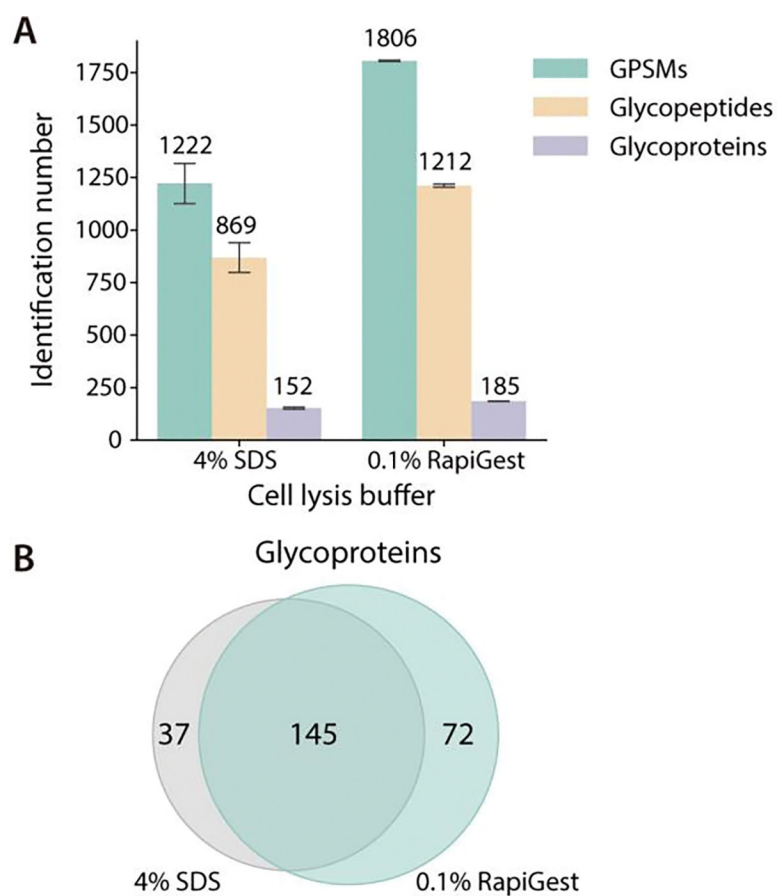 A
1806
1750
GPSMs
Glycopeptides
Glycoproteins
1500
1222
1212
1250
1000
869
750
500
250
152
185
0
Identification number
4% SDS
0.1% RapiGest
Cell lysis buffer
B
Glycoproteins
37
145
72
4% SDS
0.1% RapiGest